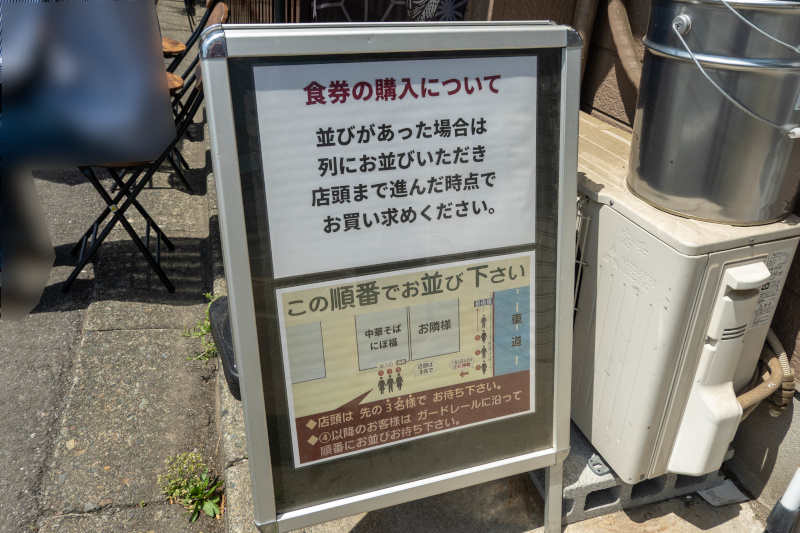 食券の購入について
並びがあった場合は
列にお並びいただき
店頭まで進んだ時点で
お買い求めください。
この順番でお並び下さい
中華そば
にぼ福
お隣様
車道
◆店頭は 先の3名様で お待ち下さい。
◆④以降のお客様は ガードレールに沿って
順番にお並びお待ち下さい。